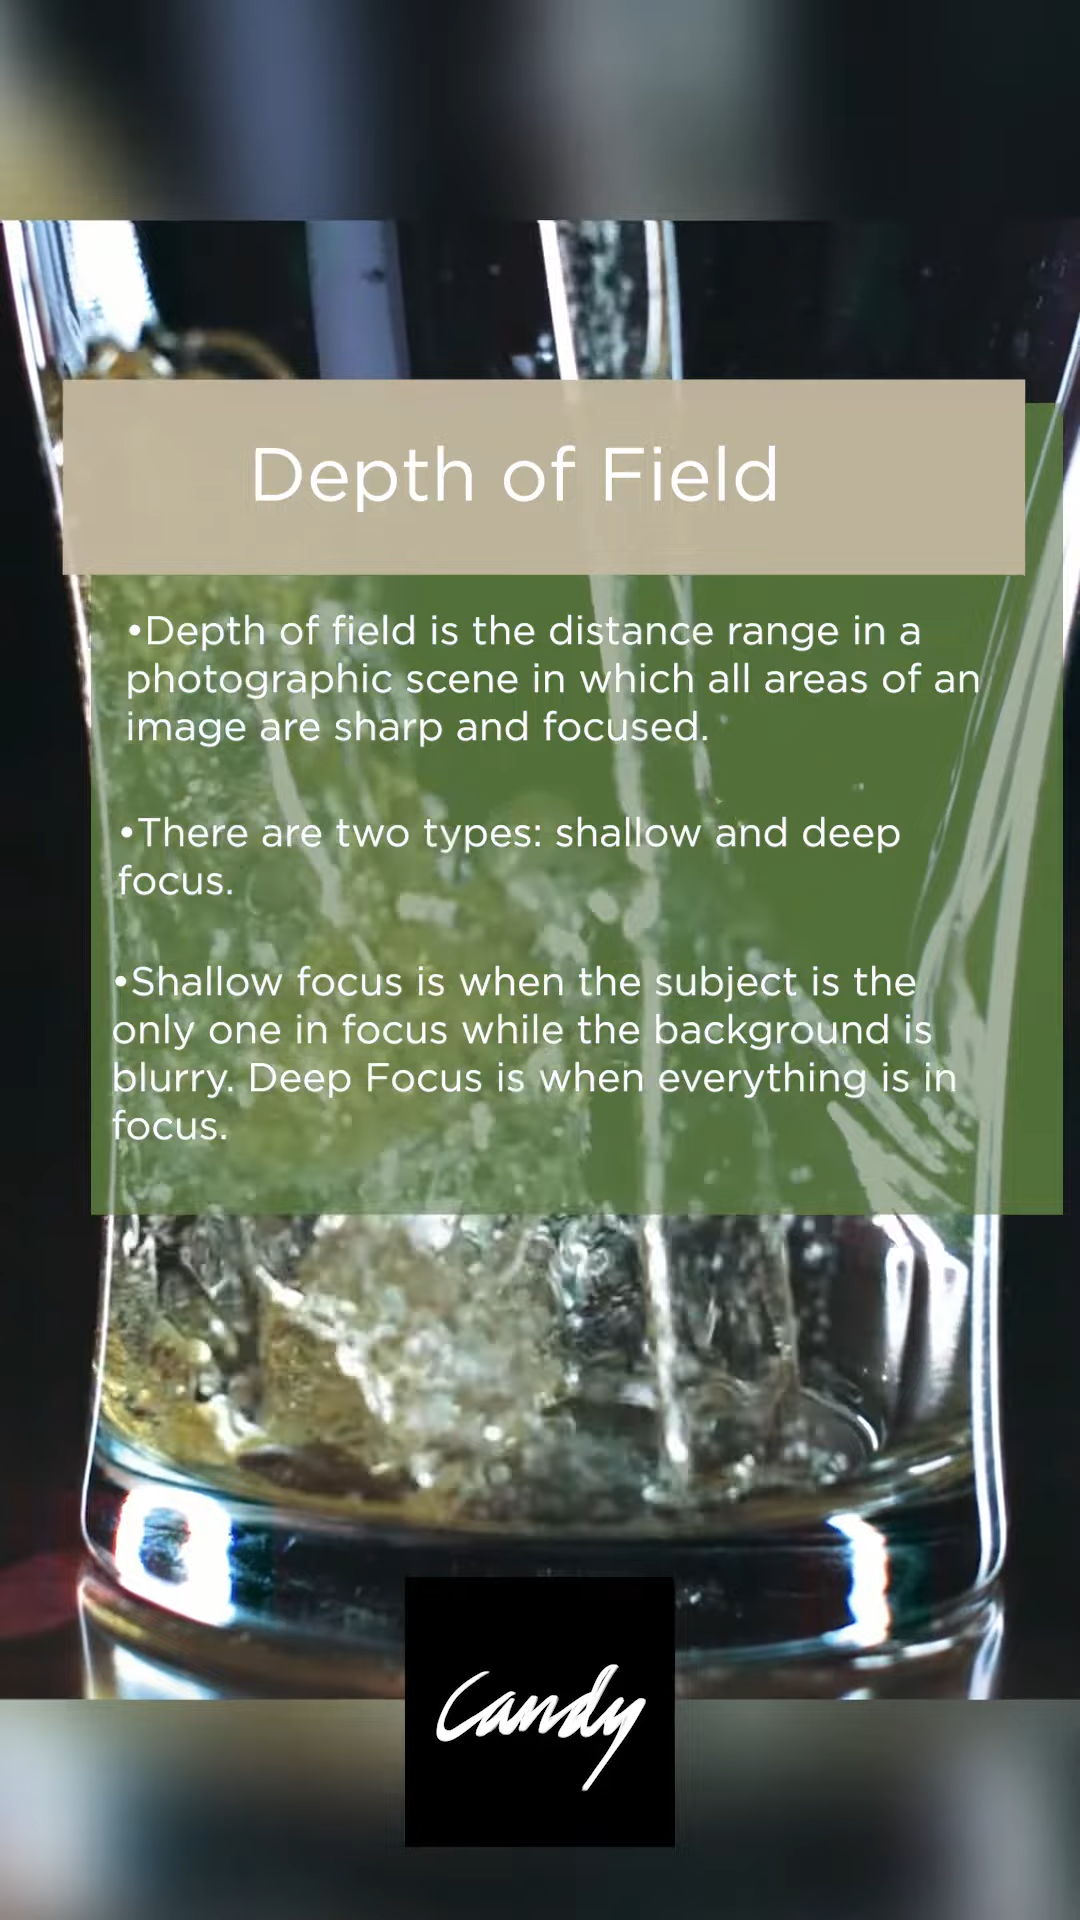 Depth of Field
•Depth of field is the distance range in a
photographic scene in which all areas of an
image are sharp and focused.
•There are two types: shallow and deep
focus.
•Shallow focus is when the subject is the
only one in focus while the background is
blurry. Deep Focus is when everything is in
focus.
Candy